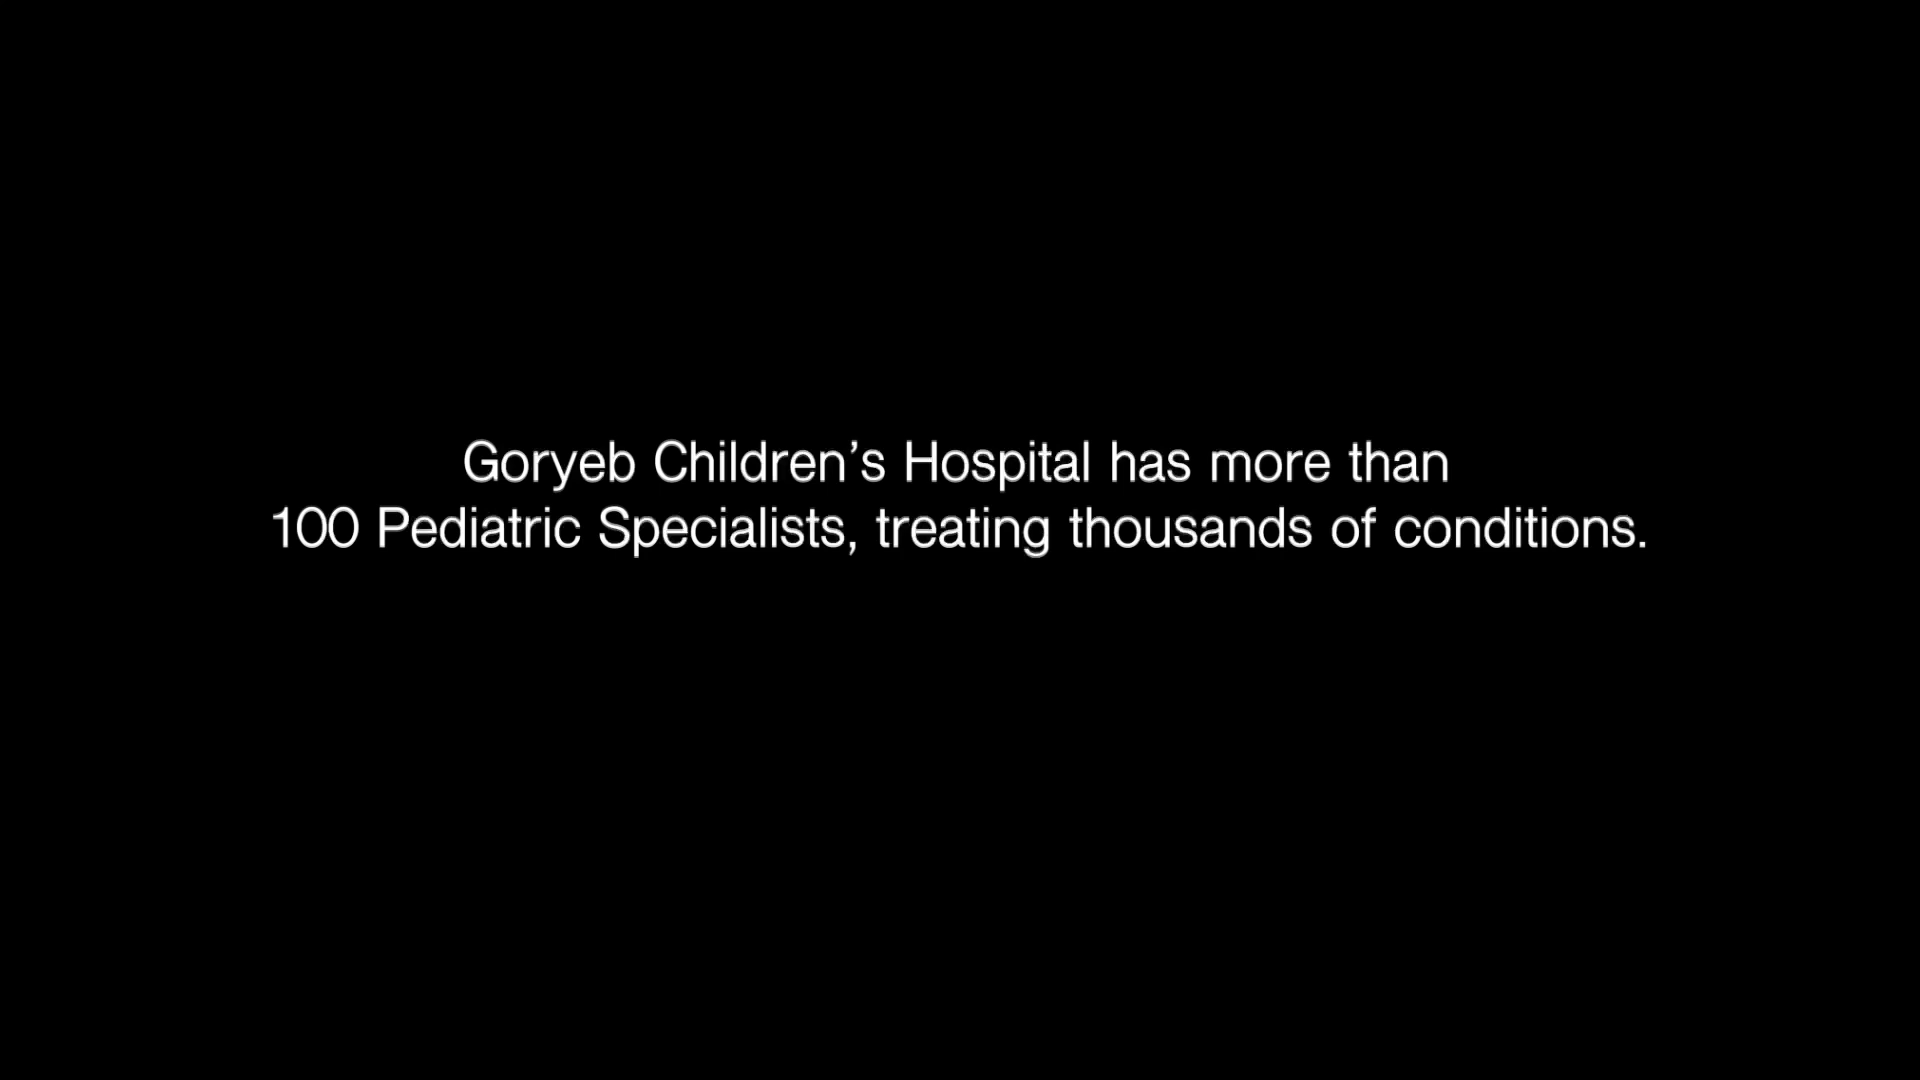 Goryeb Children’s Hospital has more than
100 Pediatric Specialists, treating thousands of conditions.